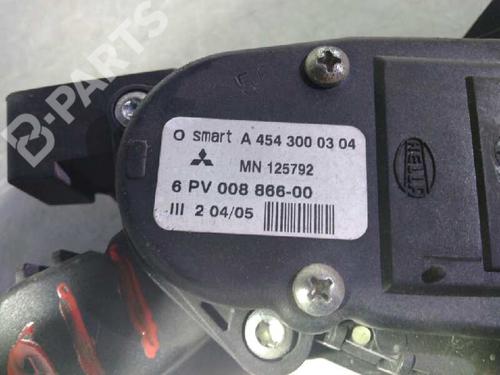 B-PARTS
smart A 454 300 03 04
MN 125792
6 PV 008 866-00
III 2 04/05
HELLA